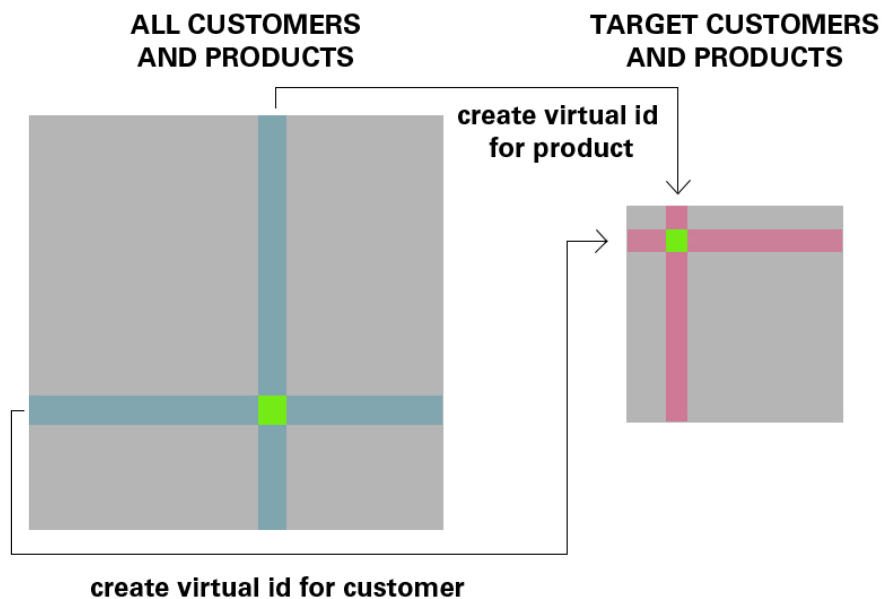 ALL CUSTOMERS
AND PRODUCTS
TARGET CUSTOMERS
AND PRODUCTS
create virtual id
for product
create virtual id for customer